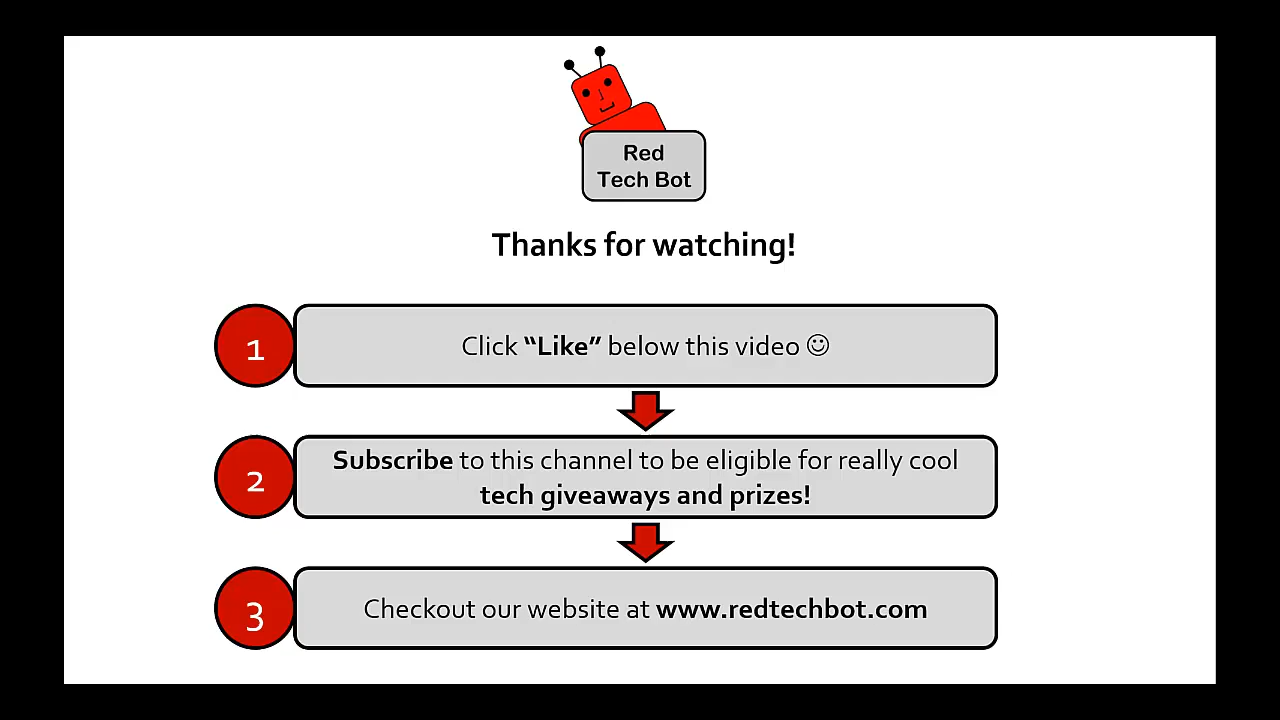 Red
Tech Bot
Thanks for watching!
1
Click “Like” below this video ☺
2
Subscribe to this channel to be eligible for really cool
tech giveaways and prizes!
3
Checkout our website at www.redtechbot.com